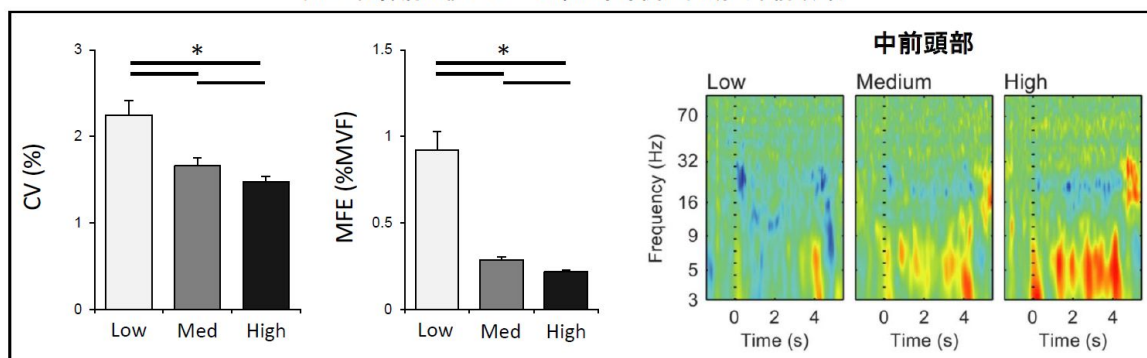 3
2
1
0
CV (%)
*
Low
Med
High
1.5
1
0.5
0
MFE (%MVF)
*
Low
Med
High
中前頭部
Low
Medium
High
Frequency (Hz)
70
32
16
9
5
3
0
2
4
Time (s)
0
2
4
Time (s)
0
2
4
Time (s)